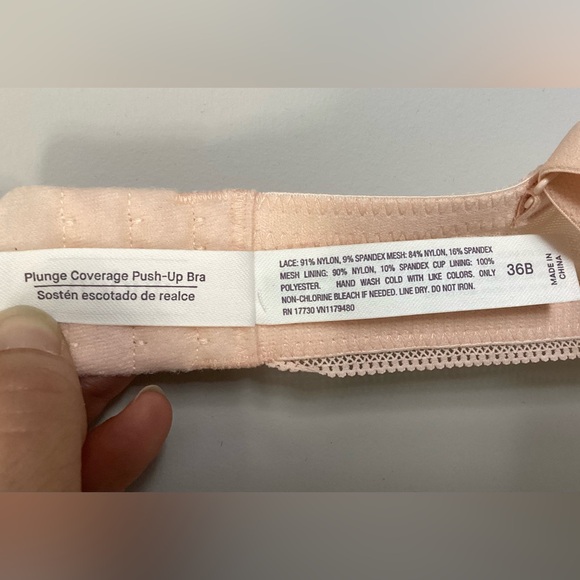 Plunge Coverage Push-Up Bra
Sostén escotado de realce
LACE: 91% NYLON, 9% SPANDEX MESH: 84% NYLON, 16% SPANDEX
MESH LINING: 90% NYLON, 10% SPANDEX CUP LINING: 100%
POLYESTER. HAND WASH COLD WITH LIKE COLORS. ONLY
NON-CHLORINE BLEACH IF NEEDED. LINE DRY. DO NOT IRON.
RN 17730 VN1179480
36B
MADE IN
CHINA